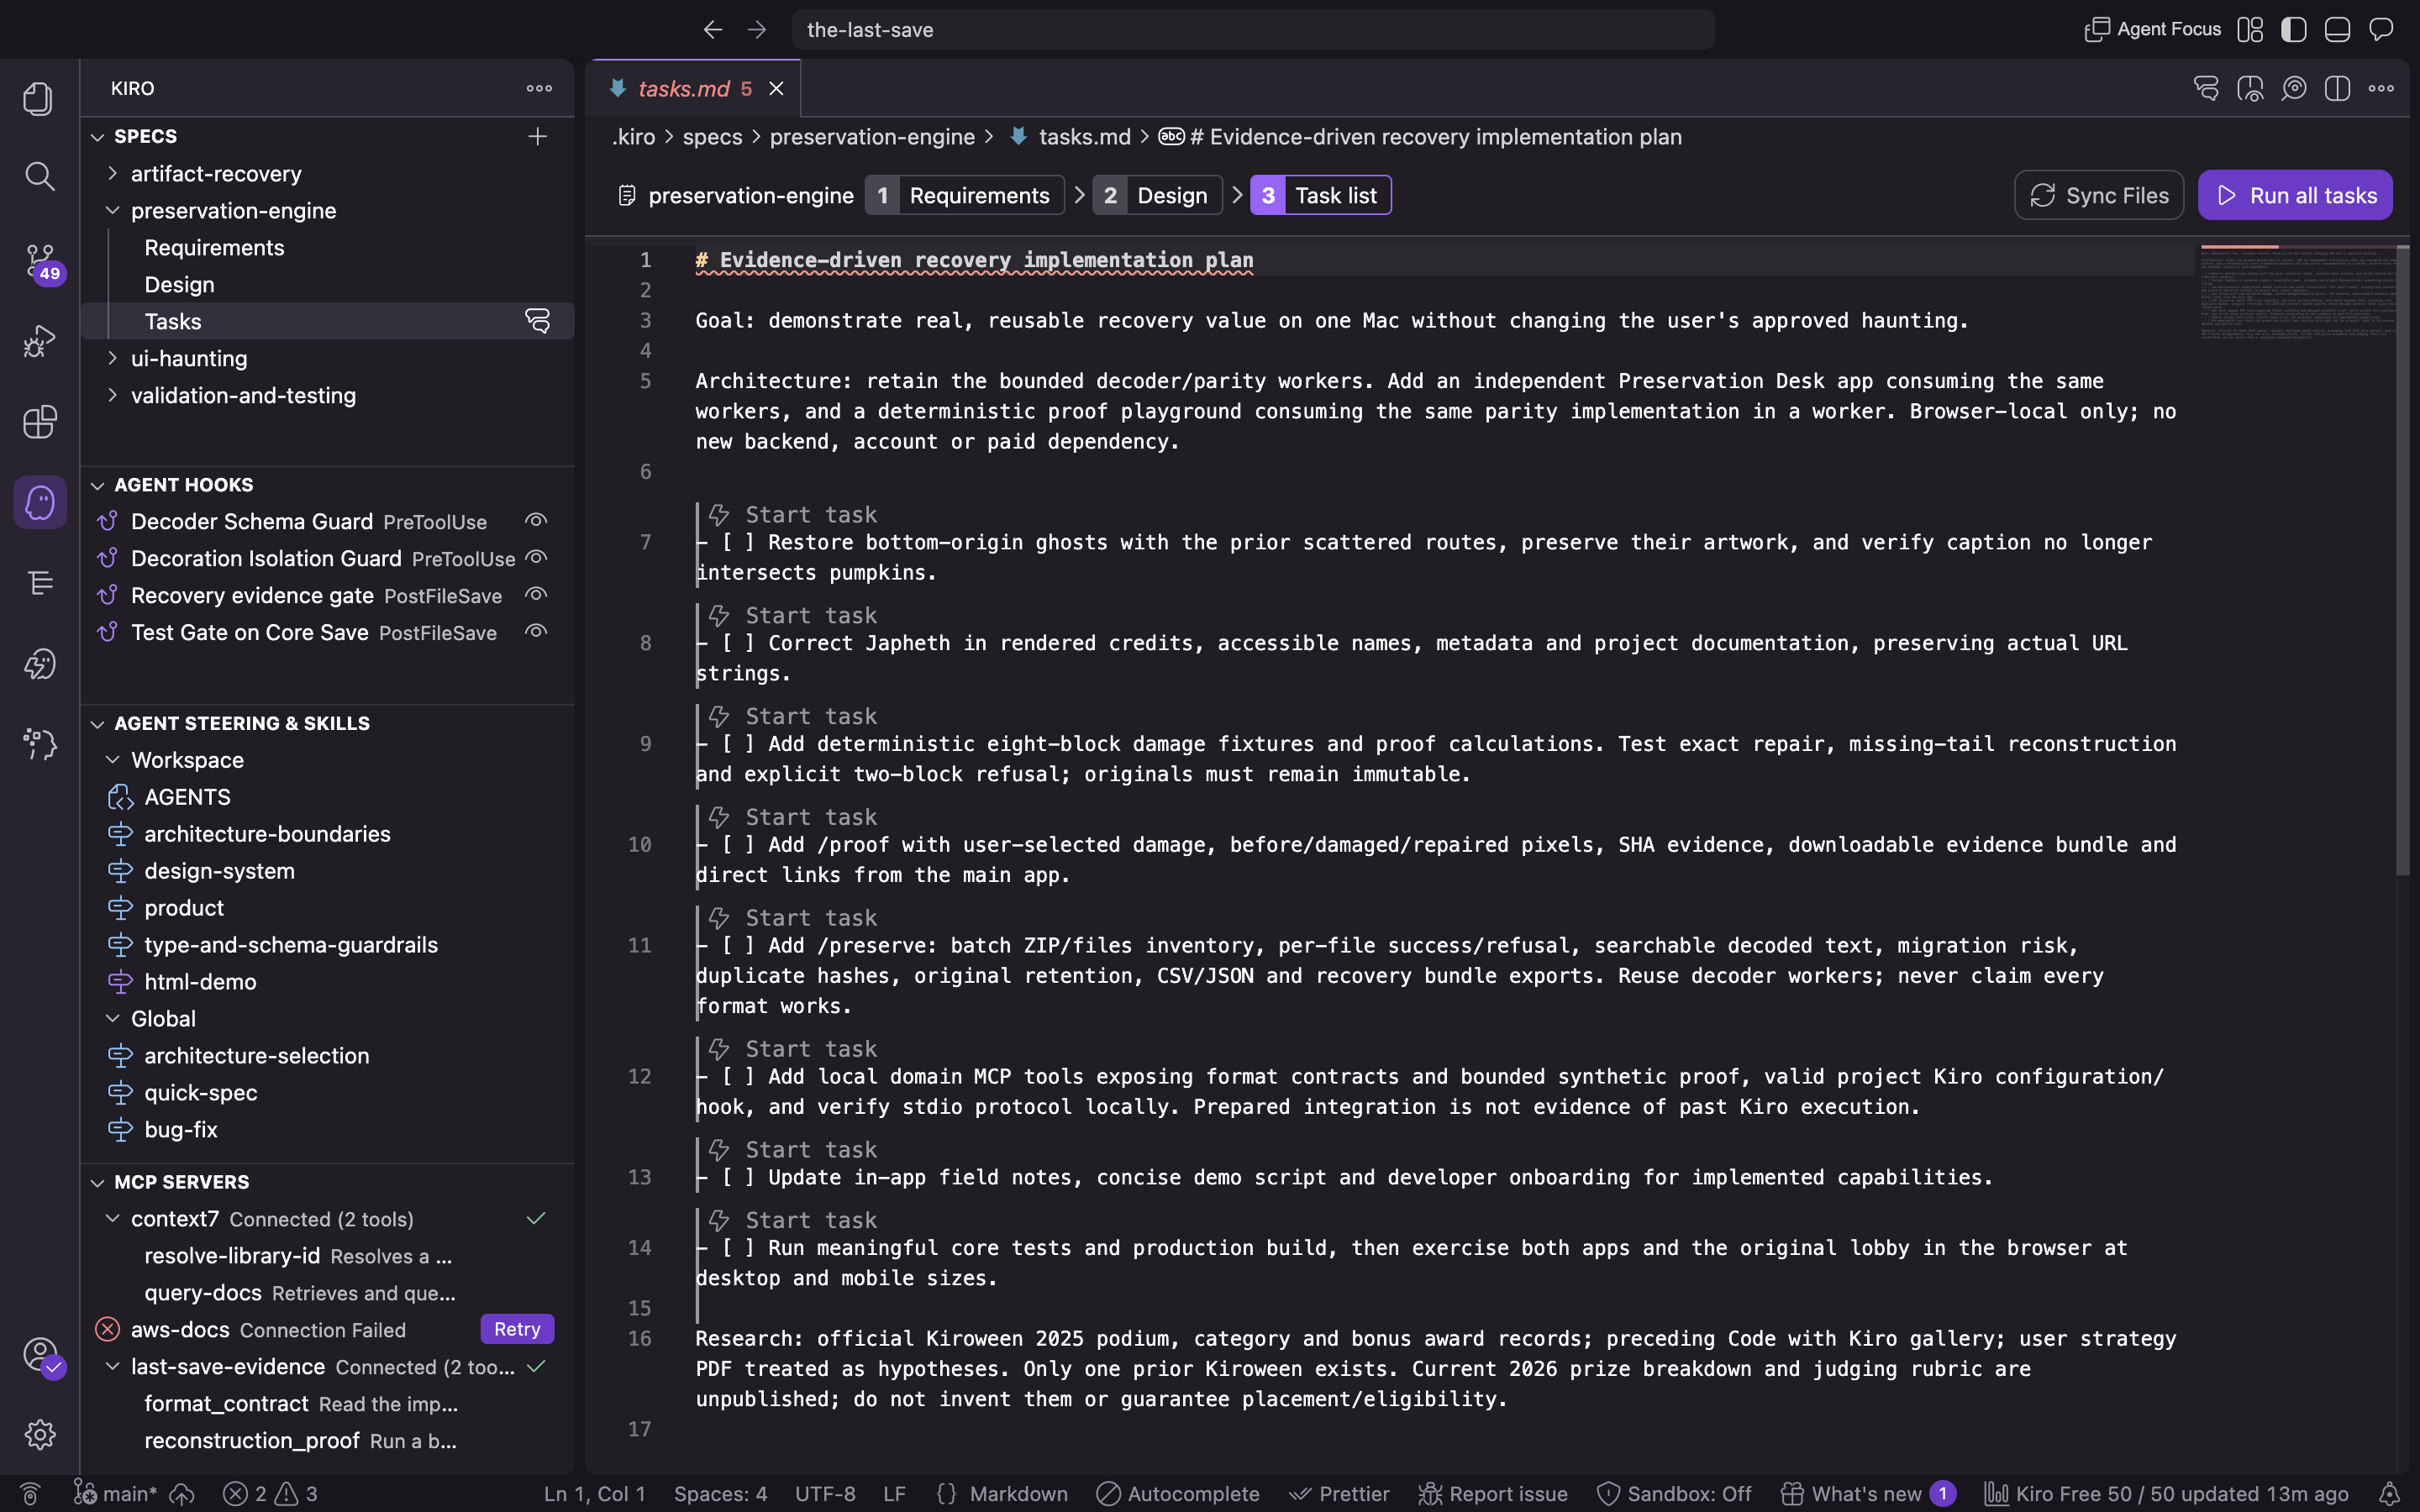 the-last-save
Agent Focus
KIRO
SPECS
artifact-recovery
preservation-engine
Requirements
Design
Tasks
ui-haunting
validation-and-testing
AGENT HOOKS
Decoder Schema Guard PreToolUse
Decoration Isolation Guard PreToolUse
Recovery evidence gate PostFileSave
Test Gate on Core Save PostFileSave
AGENT STEERING & SKILLS
Workspace
AGENTS
architecture-boundaries
design-system
product
type-and-schema-guardrails
html-demo
Global
architecture-selection
quick-spec
bug-fix
MCP SERVERS
context7 Connected (2 tools)
resolve-library-id Resolves a ...
query-docs Retrieves and que...
aws-docs Connection Failed Retry
last-save-evidence Connected (2 too...
format_contract Read the imp...
reconstruction_proof Run a b...
49
tasks.md 5
.kiro > specs > preservation-engine > tasks.md > abc # Evidence-driven recovery implementation plan
preservation-engine 1 Requirements > 2 Design > 3 Task list
Sync Files
Run all tasks
1 # Evidence-driven recovery implementation plan
2
3 Goal: demonstrate real, reusable recovery value on one Mac without changing the user's approved haunting.
4
5 Architecture: retain the bounded decoder/parity workers. Add an independent Preservation Desk app consuming the same
workers, and a deterministic proof playground consuming the same parity implementation in a worker. Browser-local only; no
new backend, account or paid dependency.
6
Start task
7 - [ ] Restore bottom-origin ghosts with the prior scattered routes, preserve their artwork, and verify caption no longer
intersects pumpkins.
Start task
8 - [ ] Correct Japheth in rendered credits, accessible names, metadata and project documentation, preserving actual URL
strings.
Start task
9 - [ ] Add deterministic eight-block damage fixtures and proof calculations. Test exact repair, missing-tail reconstruction
and explicit two-block refusal; originals must remain immutable.
Start task
10 - [ ] Add /proof with user-selected damage, before/damaged/repaired pixels, SHA evidence, downloadable evidence bundle and
direct links from the main app.
Start task
11 - [ ] Add /preserve: batch ZIP/files inventory, per-file success/refusal, searchable decoded text, migration risk,
duplicate hashes, original retention, CSV/JSON and recovery bundle exports. Reuse decoder workers; never claim every
format works.
Start task
12 - [ ] Add local domain MCP tools exposing format contracts and bounded synthetic proof, valid project Kiro configuration/
hook, and verify stdio protocol locally. Prepared integration is not evidence of past Kiro execution.
Start task
13 - [ ] Update in-app field notes, concise demo script and developer onboarding for implemented capabilities.
Start task
14 - [ ] Run meaningful core tests and production build, then exercise both apps and the original lobby in the browser at
desktop and mobile sizes.
15
16 Research: official Kiroween 2025 podium, category and bonus award records; preceding Code with Kiro gallery; user strategy
PDF treated as hypotheses. Only one prior Kiroween exists. Current 2026 prize breakdown and judging rubric are
unpublished; do not invent them or guarantee placement/eligibility.
17
main* 2 3 Ln 1, Col 1 Spaces: 4 UTF-8 LF {} Markdown Autocomplete Prettier Report issue Sandbox: Off What's new 1 Kiro Free 50 / 50 updated 13m ago